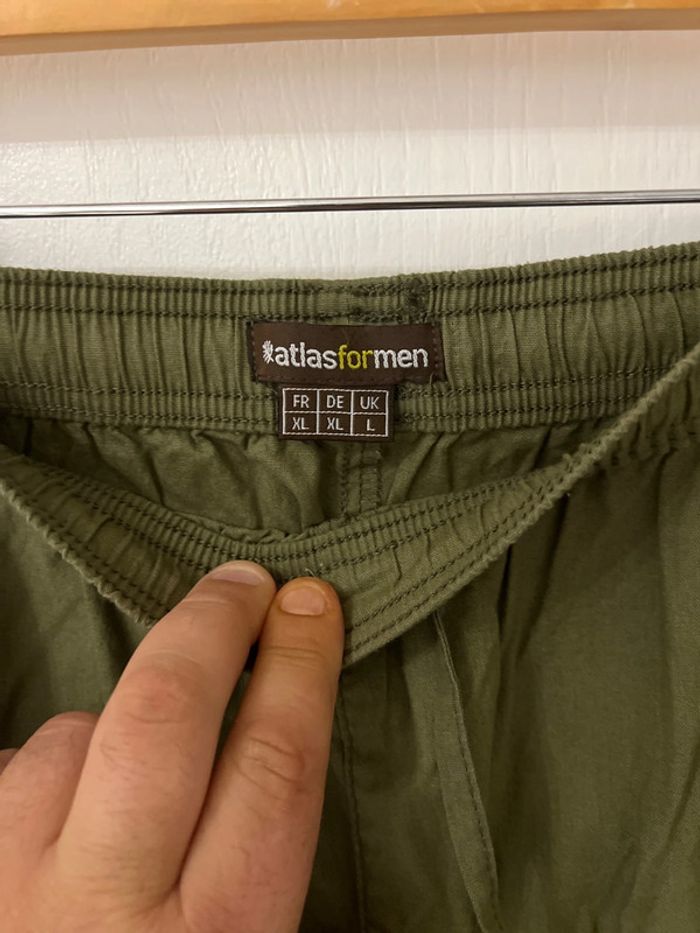 atlasformen
FR DE UK
XL XL L